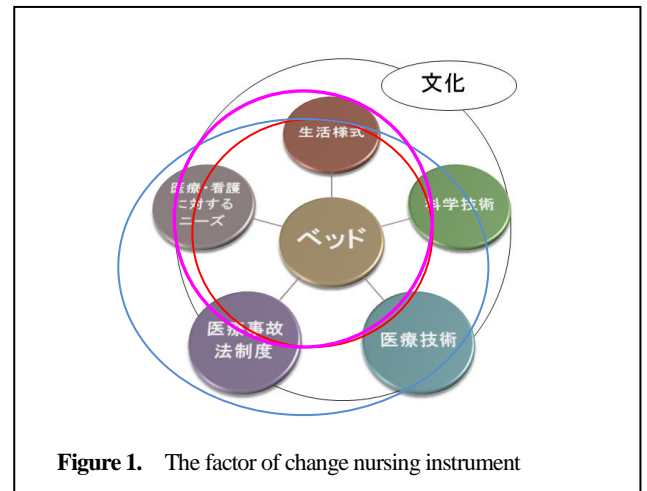 文化
生活様式
医療・看護
に対する
ニーズ
科学技術
ベッド
医療事故
法制度
医療技術
Figure 1. The factor of change nursing instrument